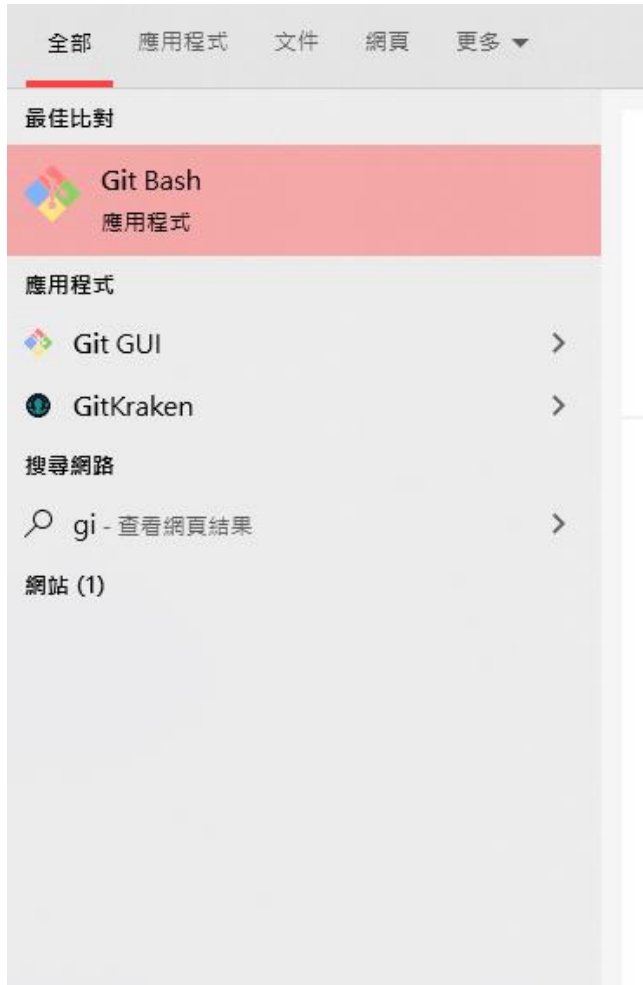 全部 應用程式 文件 網頁 更多
最佳比對
Git Bash
應用程式
應用程式
Git GUI
GitKraken
搜尋網路
gi - 查看網頁結果
網站 (1)